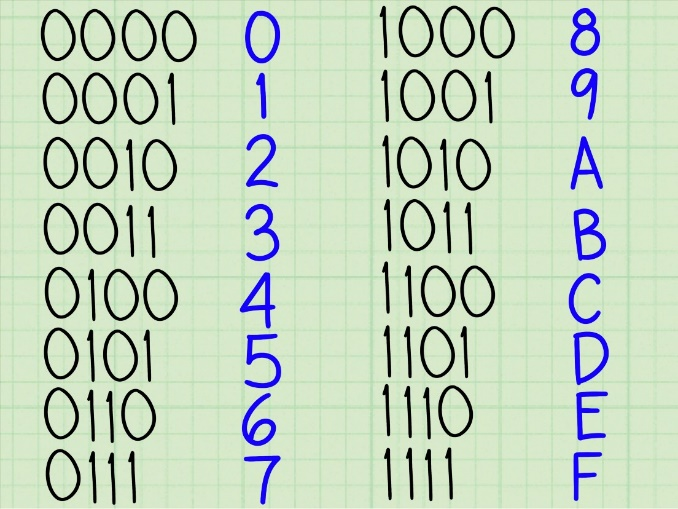 0000 0 1000 8
0001 1 1001 9
0010 2 1010 A
0011 3 1011 B
0100 4 1100 C
0101 5 1101 D
0110 6 1110 E
0111 7 1111 F